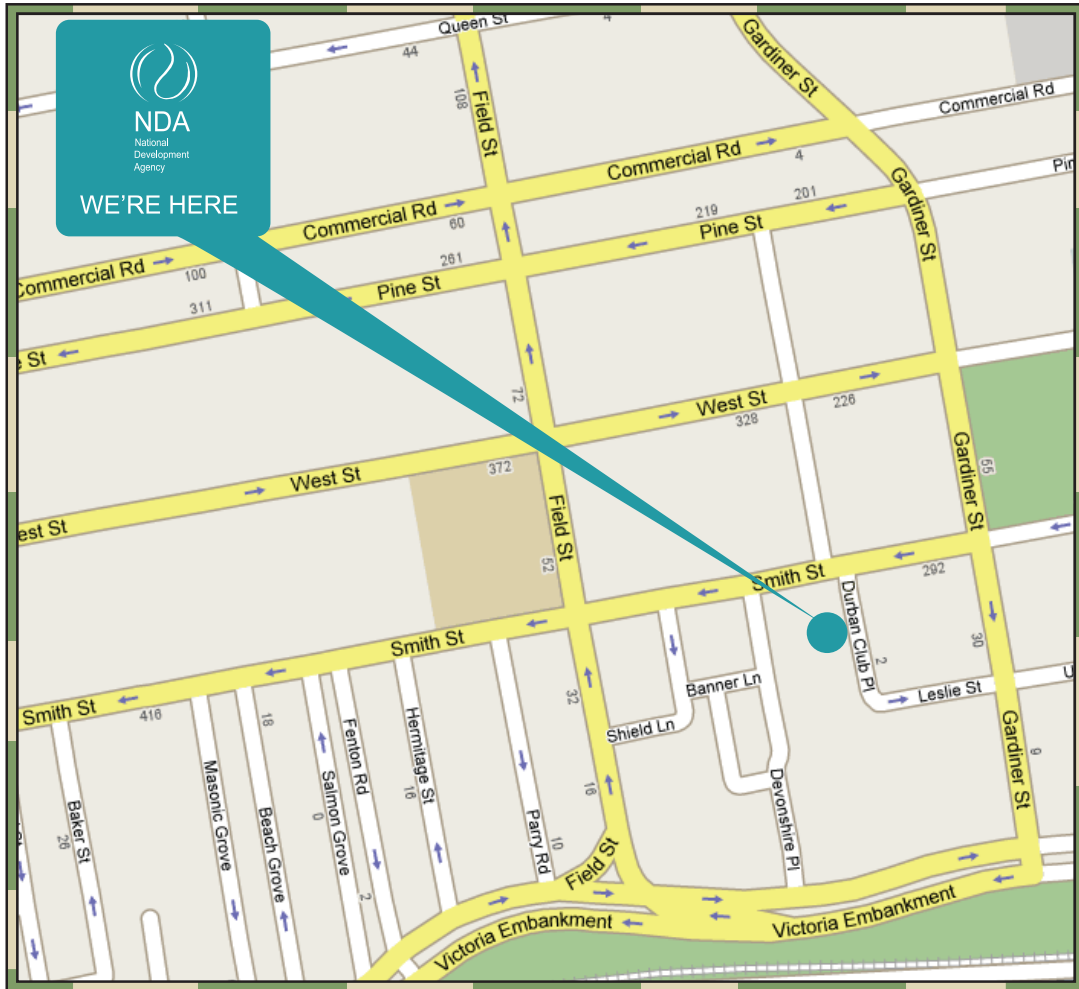 Queen St
4
44
Gardiner St
NDA
National
Development
Agency
WE'RE HERE
108
Field St
Commercial Rd
Commercial Rd
4
Commercial Rd
60
Commercial Rd
100
Pin
201
219
Pine St
Gardiner St
261
Pine St
311
e St
72
West St
226
328
372
West St
est St
Gardiner St
55
Field St
52
Smith St
292
Smith St
Durban Club Pl
2
30
Banner Ln
Leslie St
U
Smith St
416
18
32
Shield Ln
Fenton Rd
Hermitage St
16
Gardiner St
9
Masonic Grove
Beach Grove
Salmon Grove
0
2
Baker St
26
Parry Rd
10
16
Field St
Devonshire Pl
Victoria Embankment
Victoria Embankment